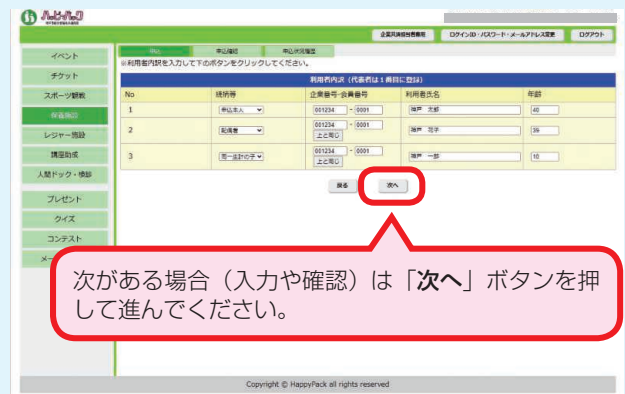 ハッピーパック
企業共済担当者専用 ログインID・パスワード・メールアドレス変更 ログアウト
イベント
チケット
スポーツ観戦
保養施設
レジャー施設
講座助成
人間ドック・検診
プレゼント
クイズ
コンテスト
申込 申込確認 申込状況履歴
※利用者内訳を入力して下のボタンをクリックしてください。
利用者内訳（代表者は１番目に登録）
No 続柄等 企業番号-会員番号 利用者氏名 年齢
1 申込本人 001234 - 0001 神戸 太郎 40
2 配偶者 001234 - 0001 上と同じ 神戸 花子 35
3 同一生計の子 001234 - 0001 上と同じ 神戸 一郎 10
戻る 次へ
次がある場合（入力や確認）は「次へ」ボタンを押
して進んでください。
Copyright © HappyPack all rights reserved